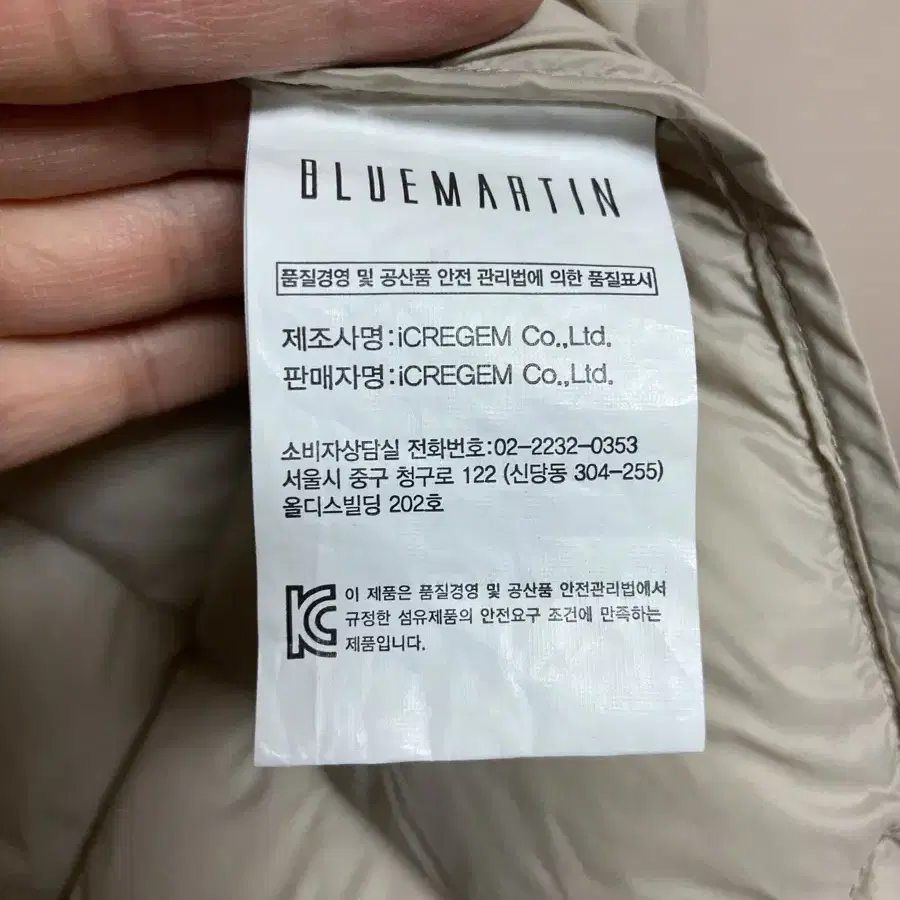 BLUEMARTIN
품질경영 및 공산품 안전 관리법에 의한 품질표시
제조사명:iCREGEM Co.,Ltd.
판매자명:iCREGEM Co.,Ltd.
소비자상담실 전화번호:02-2232-0353
서울시 중구 청구로 122 (신당동 304-255)
올디스빌딩 202호
KC
이 제품은 품질경영 및 공산품 안전관리법에서
규정한 섬유제품의 안전요구 조건에 만족하는
제품입니다.